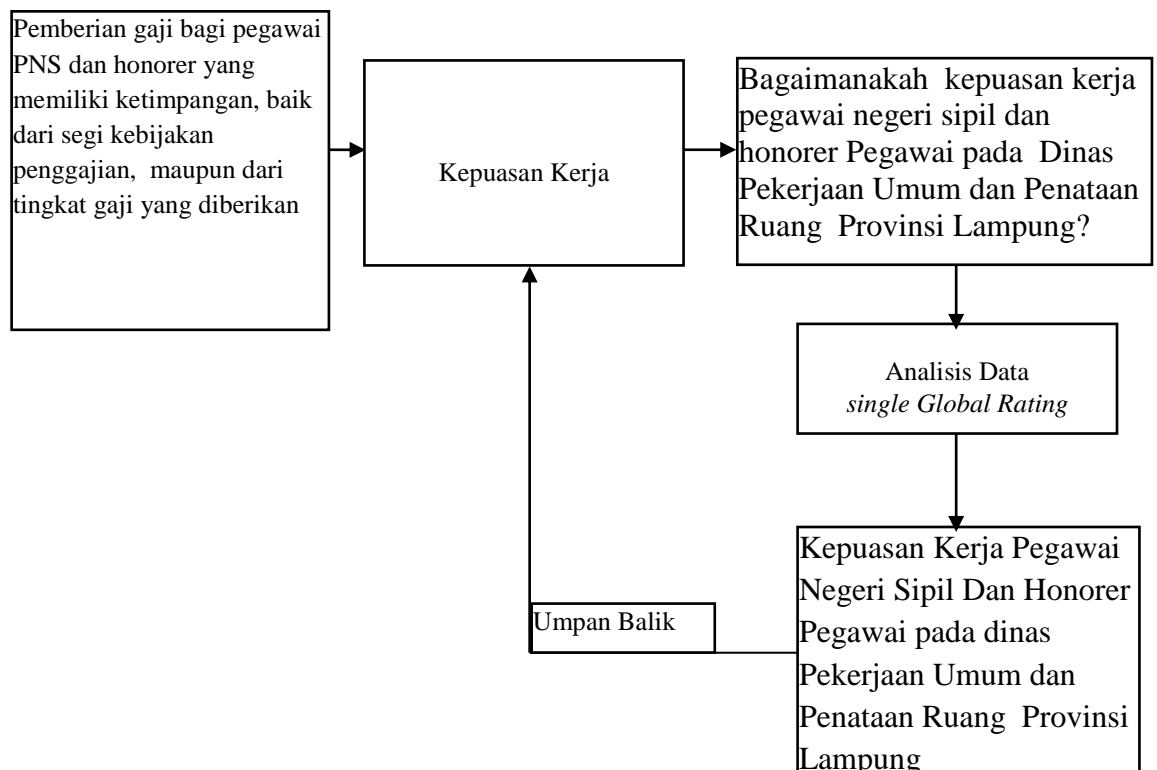 Pemberian gaji bagi pegawai
PNS dan honorer yang
memiliki ketimpangan, baik
dari segi kebijakan
penggajian, maupun dari
tingkat gaji yang diberikan
Kepuasan Kerja
Bagaimanakah kepuasan kerja
pegawai negeri sipil dan
honorer Pegawai pada Dinas
Pekerjaan Umum dan Penataan
Ruang Provinsi Lampung?
Analisis Data
single Global Rating
Kepuasan Kerja Pegawai
Negeri Sipil Dan Honorer
Pegawai pada dinas
Pekerjaan Umum dan
Penataan Ruang Provinsi
Lampung
Umpan Balik